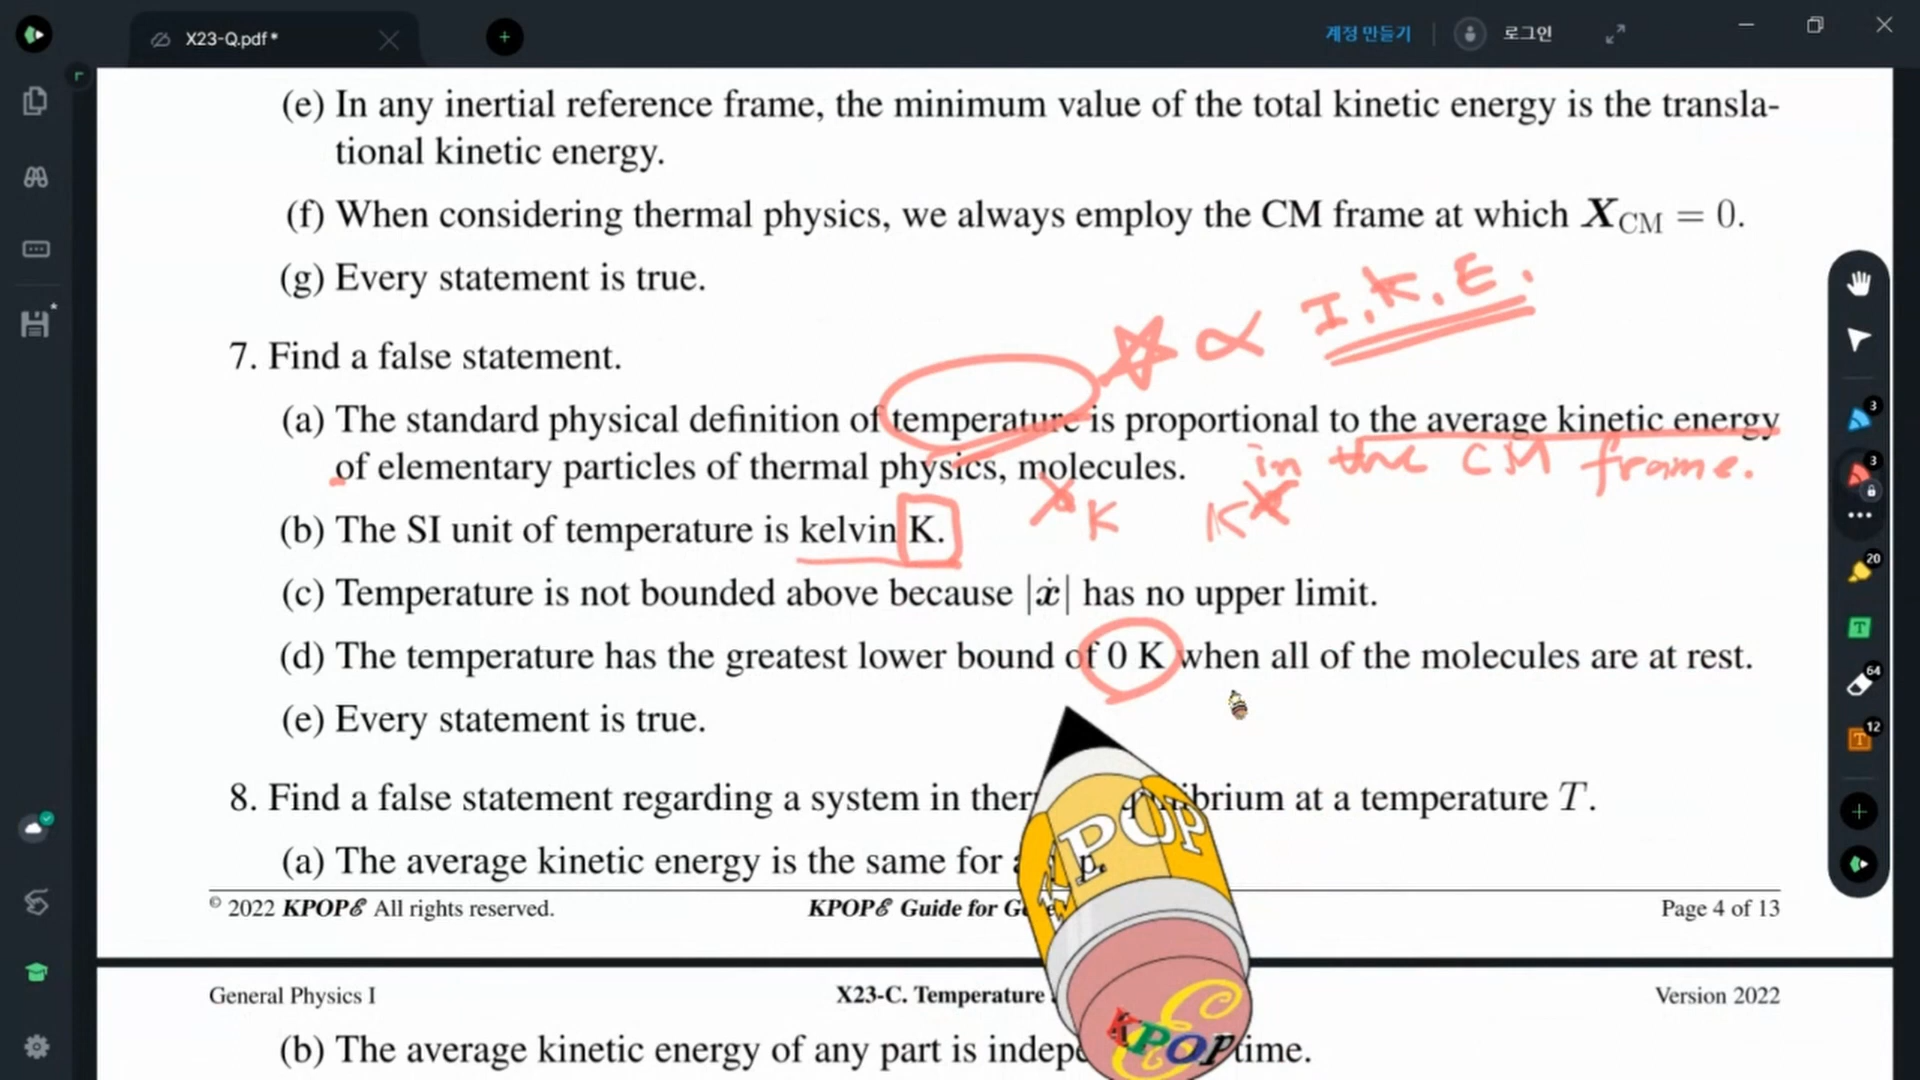 X23-Q.pdf*
계정 만들기
로그인
(e) In any inertial reference frame, the minimum value of the total kinetic energy is the transla-
tional kinetic energy.
(f) When considering thermal physics, we always employ the CM frame at which X_CM = 0.
(g) Every statement is true.
∝ I.K.E.
7. Find a false statement.
(a) The standard physical definition of temperature is proportional to the average kinetic energy
of elementary particles of thermal physics, molecules.
in the CM frame.
K K
(b) The SI unit of temperature is kelvin K.
(c) Temperature is not bounded above because |ẋ| has no upper limit.
(d) The temperature has the greatest lower bound of 0 K when all of the molecules are at rest.
(e) Every statement is true.
8. Find a false statement regarding a system in ther ibrium at a temperature T.
(a) The average kinetic energy is the same for
© 2022 KPOPE All rights reserved.
KPOPE Guide for
Page 4 of 13
General Physics I
X23-C. Temperature
Version 2022
(b) The average kinetic energy of any part is time.
KPOP
KPOP
3
3
20
T
64
T 12